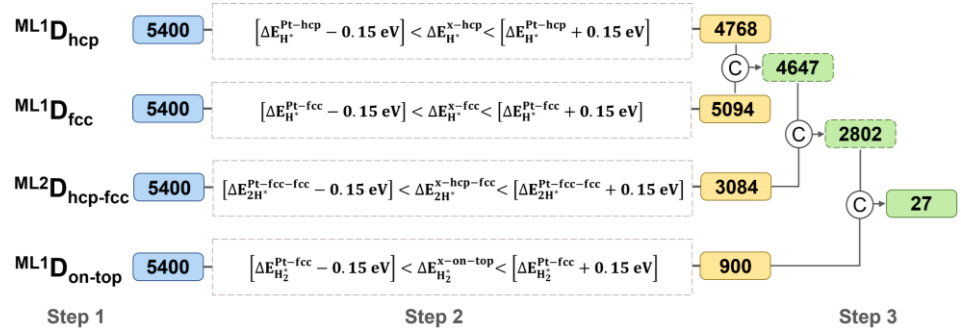 ML1D_hcp 5400 [ΔE_H*^Pt−hcp − 0.15 eV] < ΔE_H*^x−hcp < [ΔE_H*^Pt−hcp + 0.15 eV] 4768
C 4647
ML1D_fcc 5400 [ΔE_H*^Pt−fcc − 0.15 eV] < ΔE_H*^x−fcc < [ΔE_H*^Pt−fcc + 0.15 eV] 5094
C 2802
ML2D_hcp-fcc 5400 [ΔE_2H*^Pt−fcc−fcc − 0.15 eV] < ΔE_2H*^x−hcp−fcc < [ΔE_2H*^Pt−fcc−fcc + 0.15 eV] 3084
C 27
ML1D_on-top 5400 [ΔE_H2*^Pt−fcc − 0.15 eV] < ΔE_H2*^x−on−top < [ΔE_H2*^Pt−fcc + 0.15 eV] 900
Step 1 Step 2 Step 3